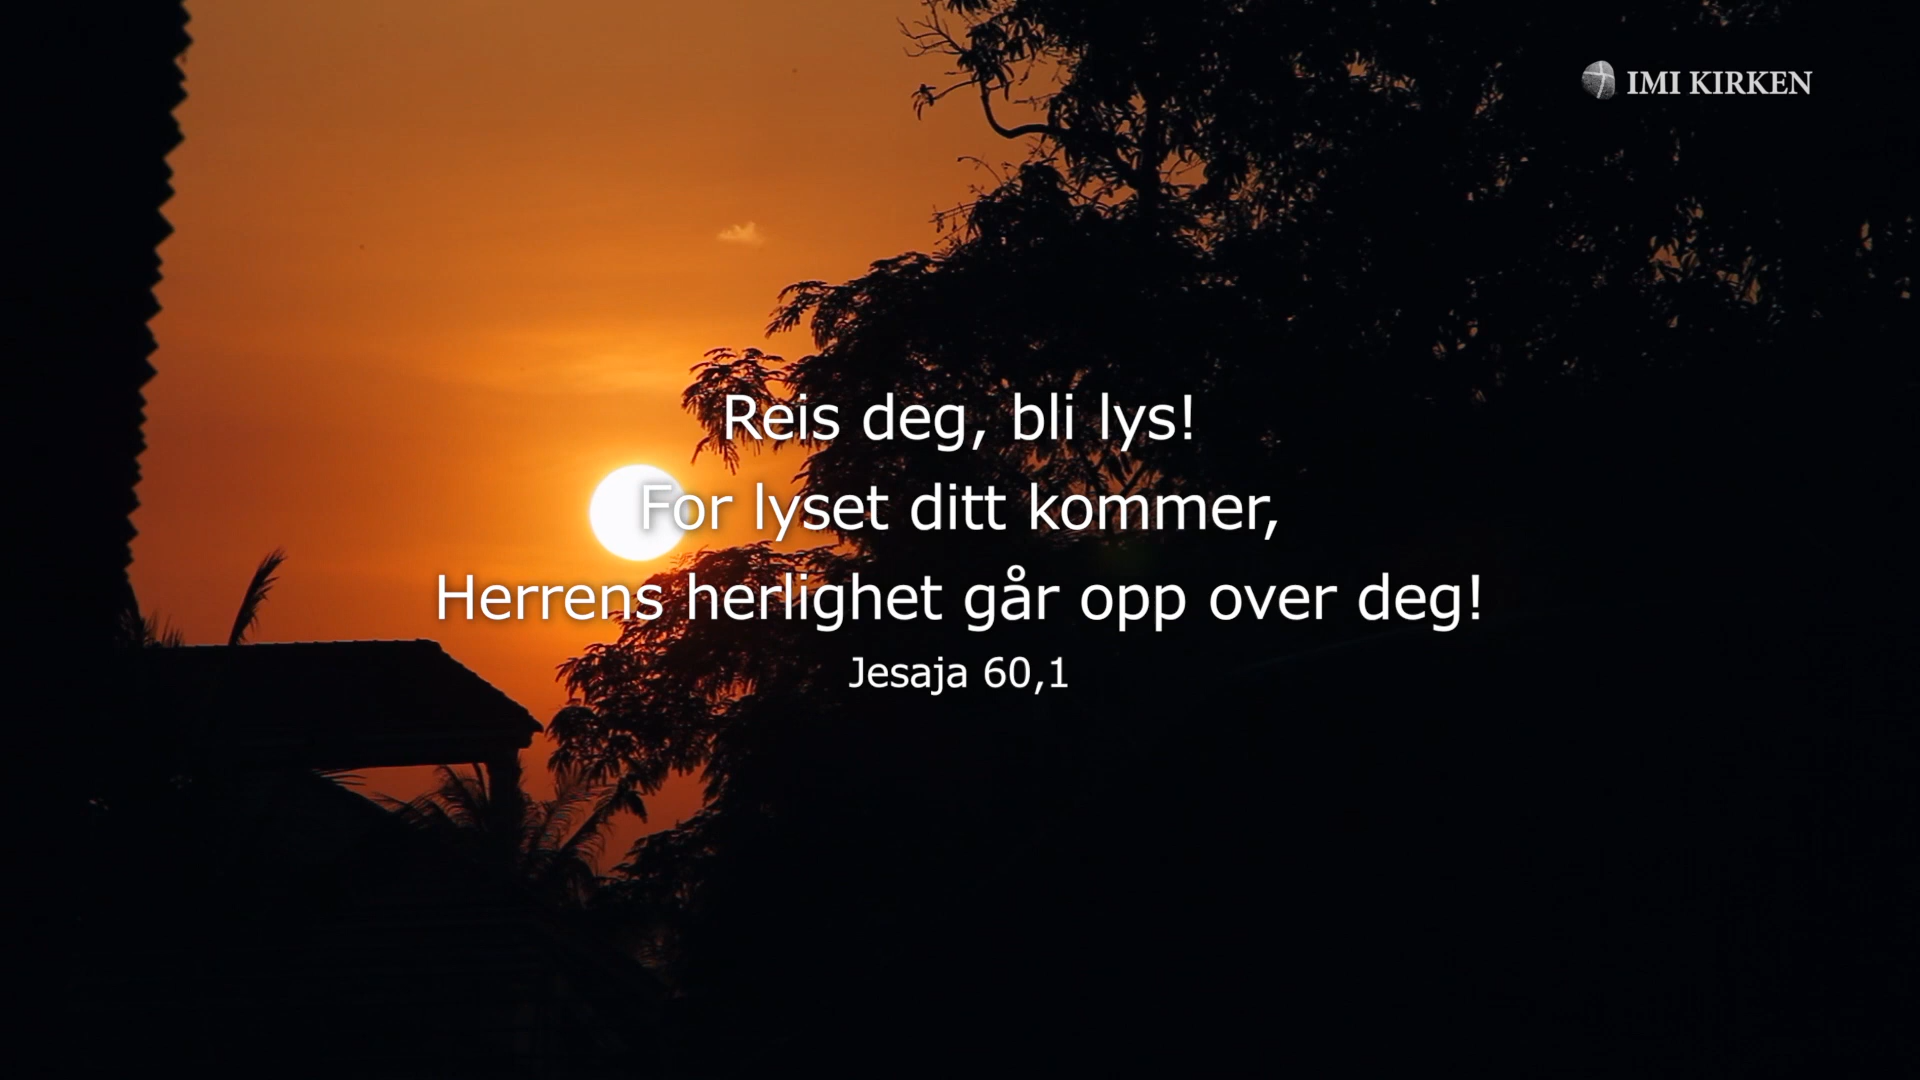 IMI KIRKEN
Reis deg, bli lys!
For lyset ditt kommer,
Herrens herlighet går opp over deg!
Jesaja 60,1